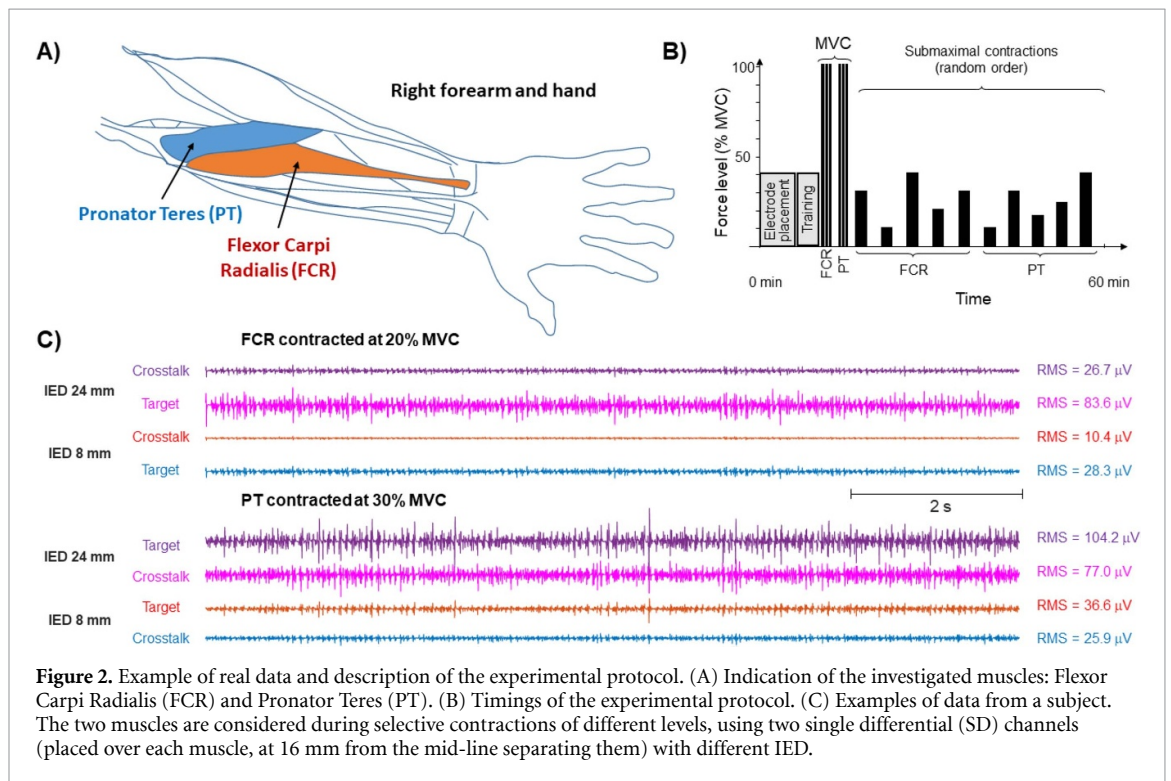 A)
Right forearm and hand
Pronator Teres (PT)
Flexor Carpi
Radialis (FCR)
B)
MVC
Submaximal contractions
(random order)
Force level (% MVC)
100
50
Electrode
placement
Training
FCR
PT
FCR
PT
0 min
Time
60 min
C)
FCR contracted at 20% MVC
IED 24 mm
Crosstalk
RMS = 26.7 μV
Target
RMS = 83.6 μV
IED 8 mm
Crosstalk
RMS = 10.4 μV
Target
RMS = 28.3 μV
PT contracted at 30% MVC
2 s
IED 24 mm
Target
RMS = 104.2 μV
Crosstalk
RMS = 77.0 μV
IED 8 mm
Target
RMS = 36.6 μV
Crosstalk
RMS = 25.9 μV
Figure 2. Example of real data and description of the experimental protocol. (A) Indication of the investigated muscles: Flexor
Carpi Radialis (FCR) and Pronator Teres (PT). (B) Timings of the experimental protocol. (C) Examples of data from a subject.
The two muscles are considered during selective contractions of different levels, using two single differential (SD) channels
(placed over each muscle, at 16 mm from the mid-line separating them) with different IED.